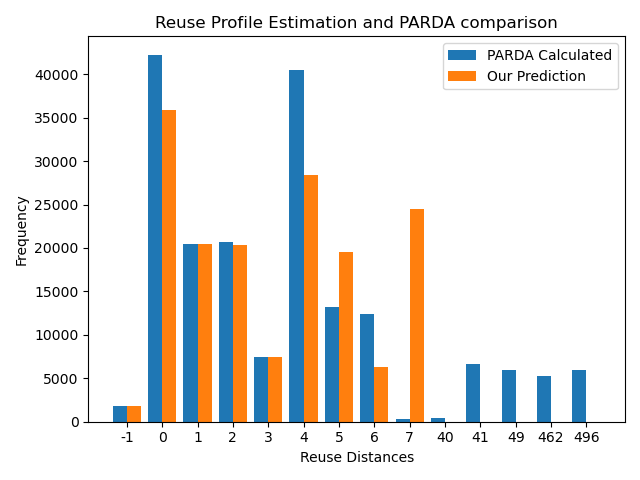 Reuse Profile Estimation and PARDA comparison
PARDA Calculated
Our Prediction
Frequency
40000
35000
30000
25000
20000
15000
10000
5000
0
-1 0 1 2 3 4 5 6 7 40 41 49 462 496
Reuse Distances